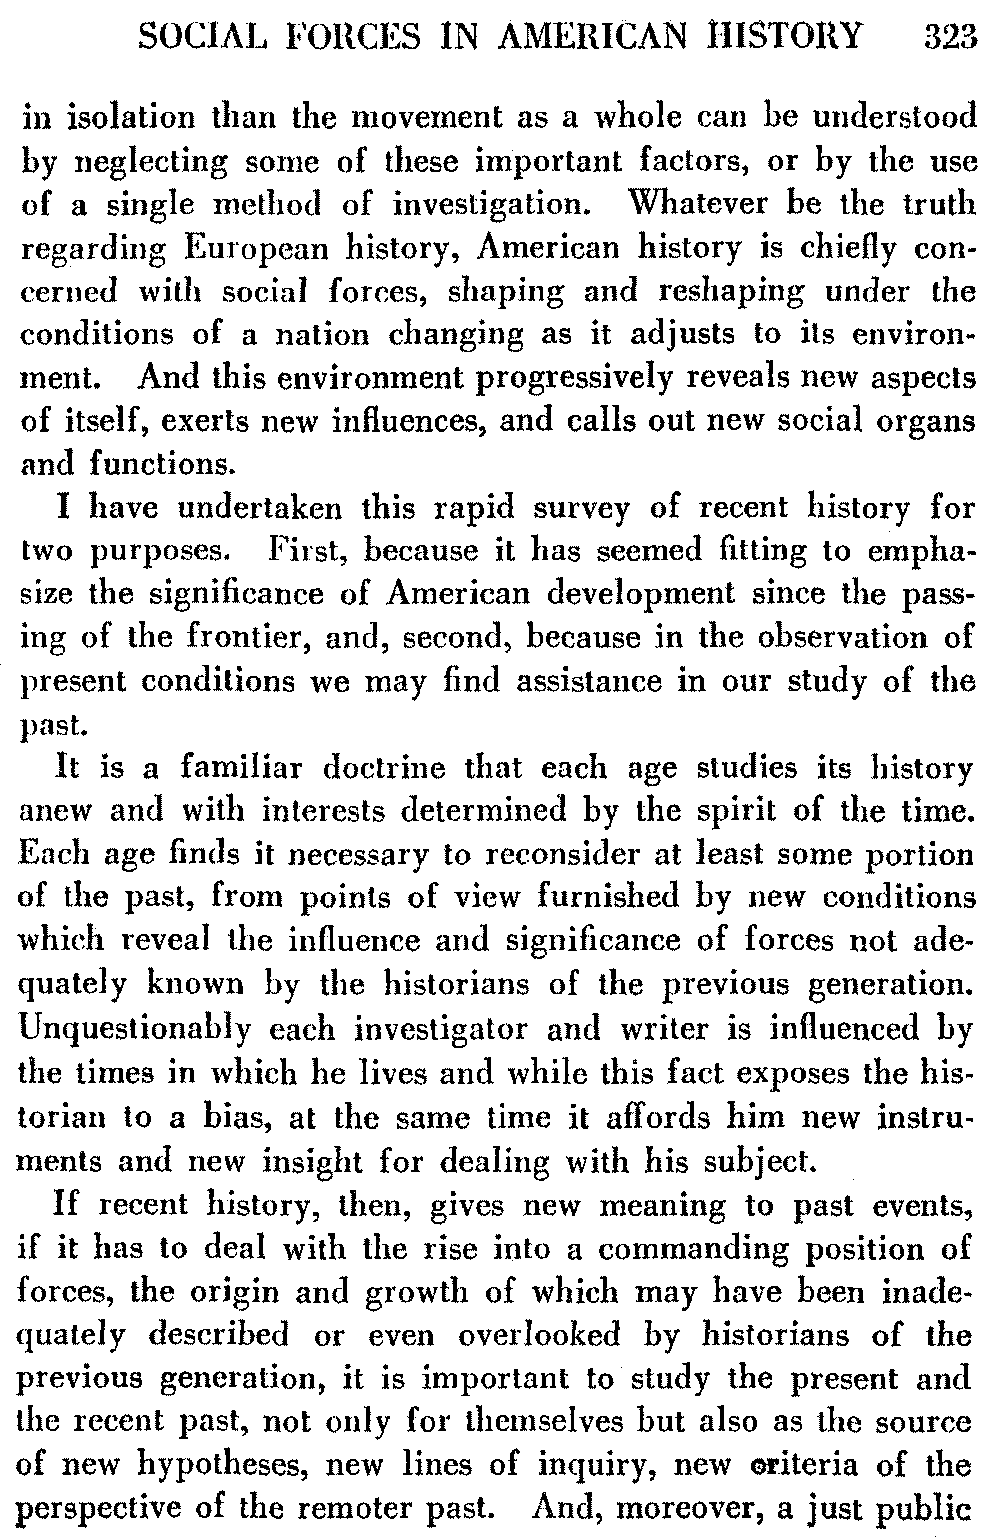 SOCIAL FORCES IN AMERICAN HISTORY 323
in isolation than the movement as a whole can be understood
by neglecting some of these important factors, or by the use
of a single method of investigation. Whatever be the truth
regarding European history, American history is chiefly con-
cerned with social forces, shaping and reshaping under the
conditions of a nation changing as it adjusts to its environ-
ment. And this environment progressively reveals new aspects
of itself, exerts new influences, and calls out new social organs
and functions.
I have undertaken this rapid survey of recent history for
two purposes. First, because it has seemed fitting to empha-
size the significance of American development since the pass-
ing of the frontier, and, second, because in the observation of
present conditions we may find assistance in our study of the
past.
It is a familiar doctrine that each age studies its history
anew and with interests determined by the spirit of the time.
Each age finds it necessary to reconsider at least some portion
of the past, from points of view furnished by new conditions
which reveal the influence and significance of forces not ade-
quately known by the historians of the previous generation.
Unquestionably each investigator and writer is influenced by
the times in which he lives and while this fact exposes the his-
torian to a bias, at the same time it affords him new instru-
ments and new insight for dealing with his subject.
If recent history, then, gives new meaning to past events,
if it has to deal with the rise into a commanding position of
forces, the origin and growth of which may have been inade-
quately described or even overlooked by historians of the
previous generation, it is important to study the present and
the recent past, not only for themselves but also as the source
of new hypotheses, new lines of inquiry, new criteria of the
perspective of the remoter past. And, moreover, a just public